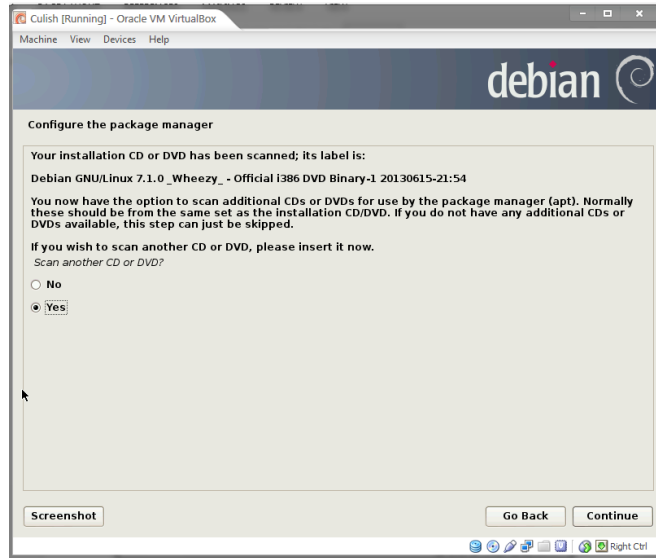 Culish [Running] - Oracle VM VirtualBox
Machine View Devices Help
debian
Configure the package manager
Your installation CD or DVD has been scanned; its label is:
Debian GNU/Linux 7.1.0 _Wheezy_ - Official i386 DVD Binary-1 20130615-21:54
You now have the option to scan additional CDs or DVDs for use by the package manager (apt). Normally
these should be from the same set as the installation CD/DVD. If you do not have any additional CDs or
DVDs available, this step can just be skipped.
If you wish to scan another CD or DVD, please insert it now.
Scan another CD or DVD?
No
Yes
Screenshot
Go Back
Continue
Right Ctrl